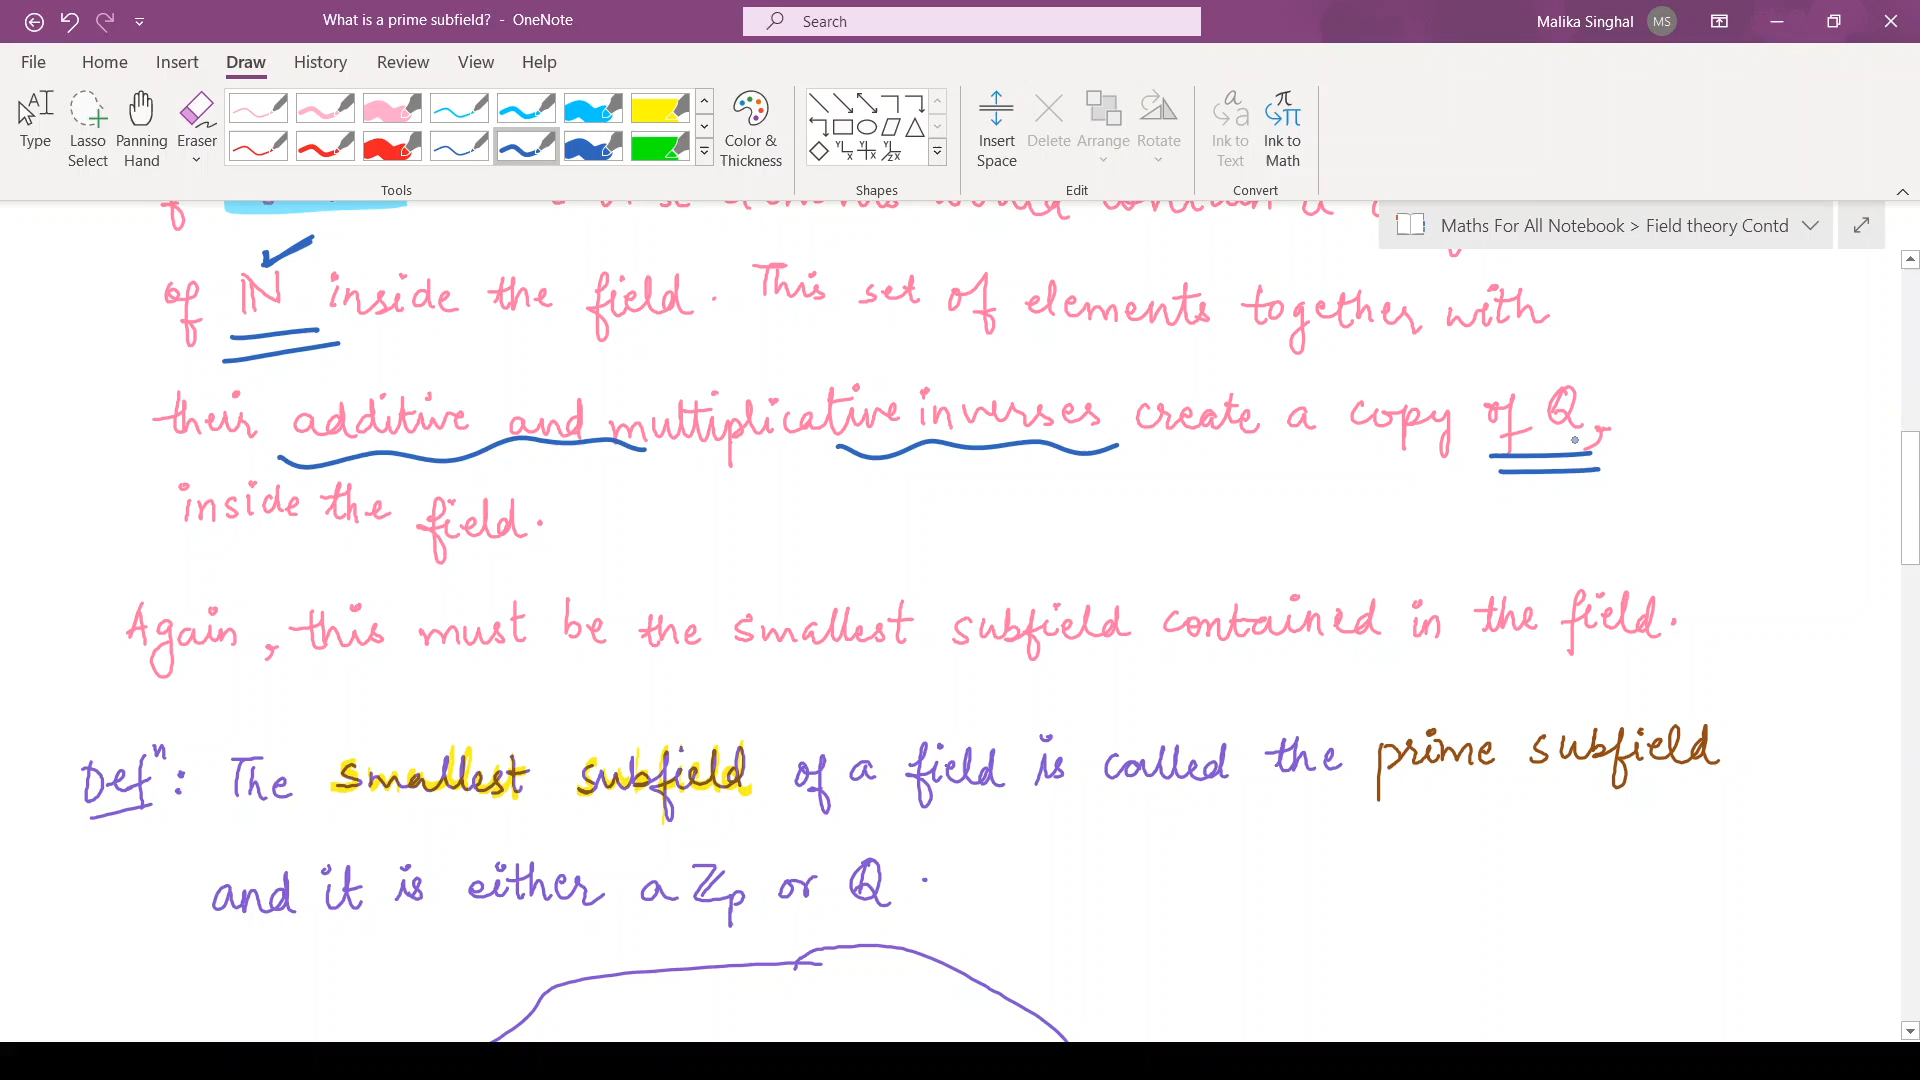 What is a prime subfield? - OneNote
Search
Malika Singhal MS
File Home Insert Draw History Review View Help
Type
Lasso Select
Panning Hand
Eraser
Color & Thickness
Insert Space
Delete
Arrange
Rotate
Ink to Text
Ink to Math
Tools
Shapes
Edit
Convert
Maths For All Notebook > Field theory Contd
elements would contain a
of ℕ inside the field. This set of elements together with
their additive and multiplicative inverses create a copy of Q,
inside the field.
Again, this must be the smallest subfield contained in the field.
Defⁿ: The smallest subfield of a field is called the prime subfield
and it is either a ℤp or ℚ.